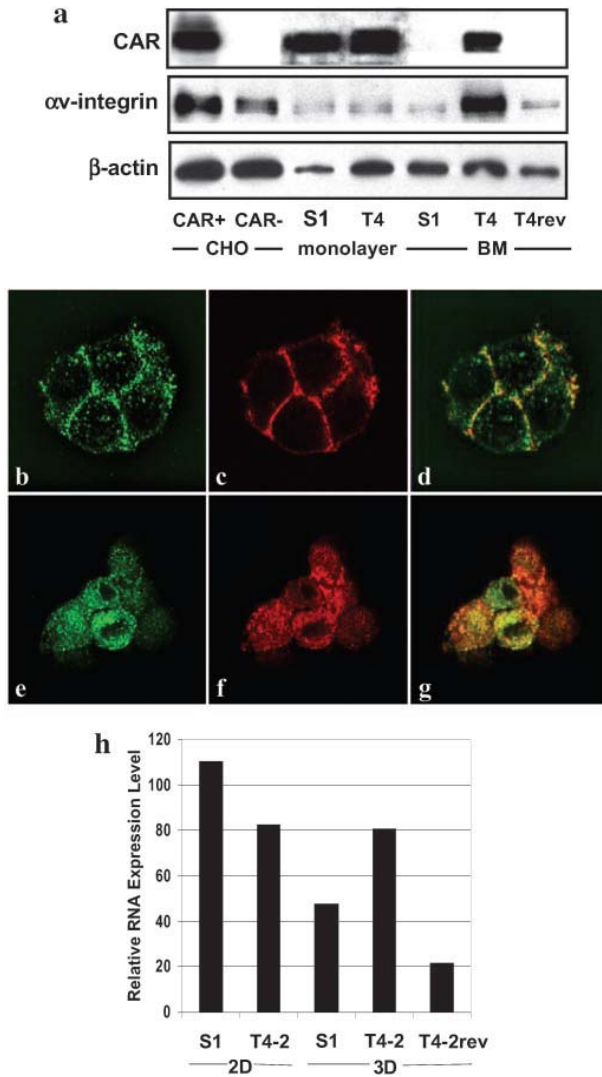 a
CAR
αv-integrin
β-actin
CAR+ CAR- S1 T4 S1 T4 T4rev
CHO monolayer BM
b c d
e f g
h
Relative RNA Expression Level
120
100
80
60
40
20
0
S1 T4-2 S1 T4-2 T4-2rev
2D 3D